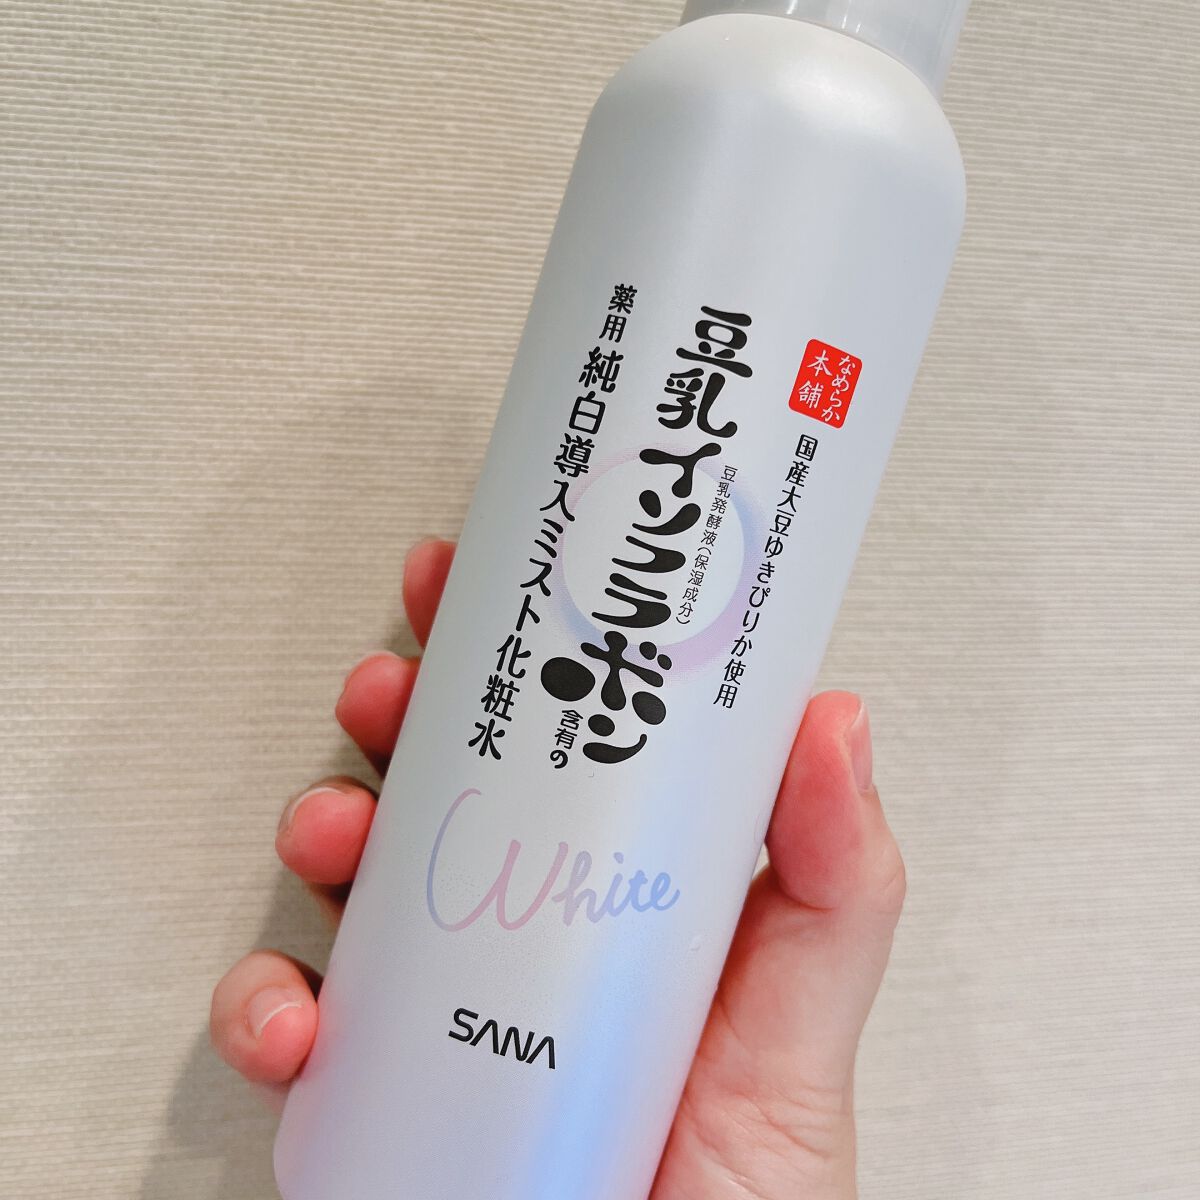 なめらか
本舗
国産大豆ゆきぴりか使用
豆乳発酵液(保湿成分)
豆乳イソフラボン
含有の
薬用 純白導入ミスト化粧水
White
SANA